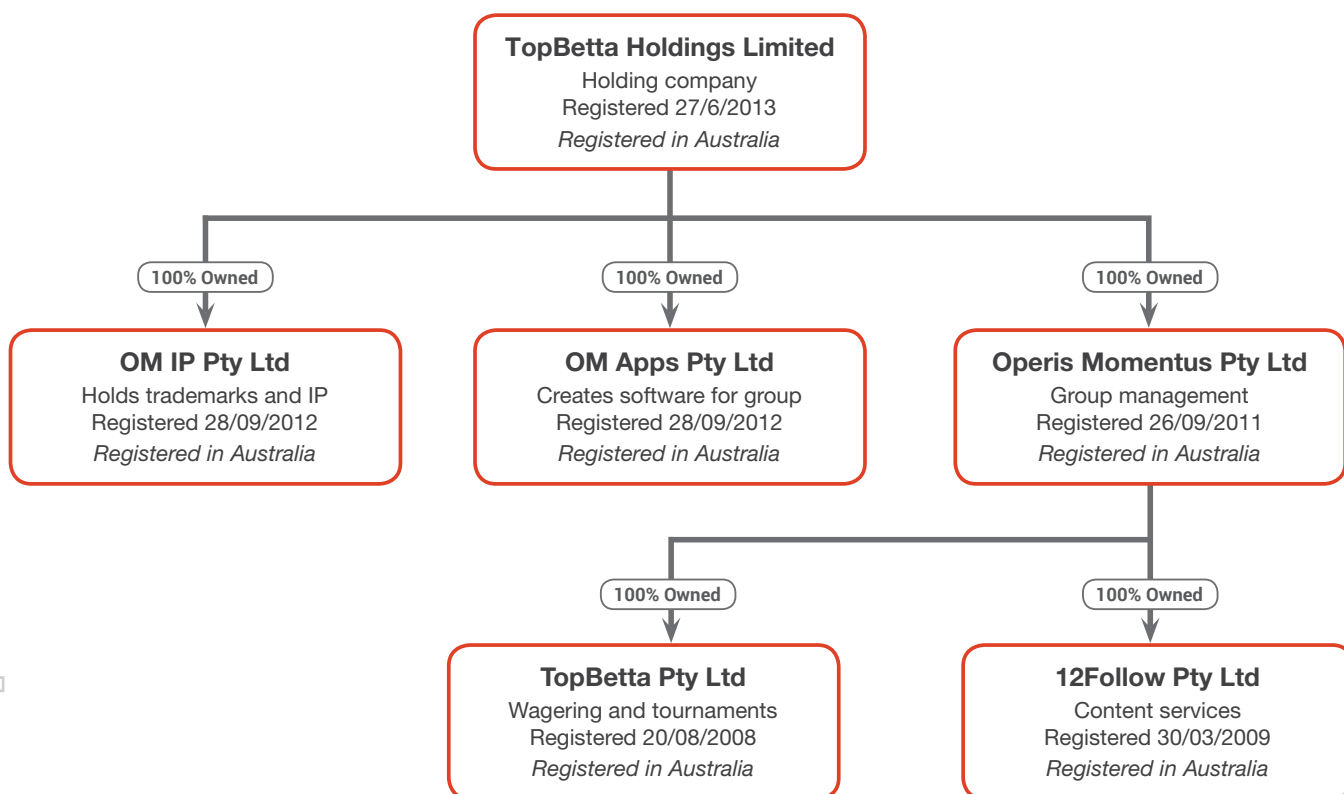 TopBetta Holdings Limited
Holding company
Registered 27/6/2013
Registered in Australia
100% Owned
100% Owned
100% Owned
OM IP Pty Ltd
Holds trademarks and IP
Registered 28/09/2012
Registered in Australia
OM Apps Pty Ltd
Creates software for group
Registered 28/09/2012
Registered in Australia
Operis Momentus Pty Ltd
Group management
Registered 26/09/2011
Registered in Australia
100% Owned
100% Owned
TopBetta Pty Ltd
Wagering and tournaments
Registered 20/08/2008
Registered in Australia
12Follow Pty Ltd
Content services
Registered 30/03/2009
Registered in Australia